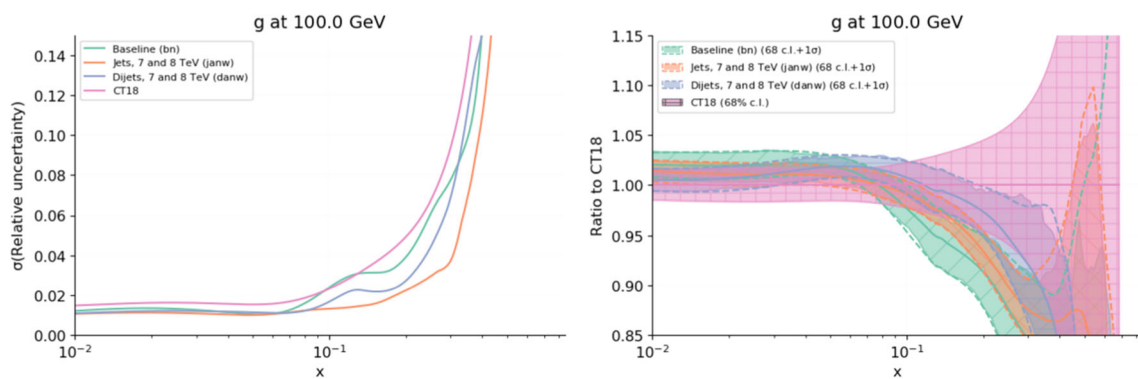 g at 100.0 GeV
0.14
0.12
0.10
0.08
0.06
0.04
0.02
0.00
σ(Relative uncertainty)
Baseline (bn)
Jets, 7 and 8 TeV (janw)
Dijets, 7 and 8 TeV (danw)
CT18
10⁻²
10⁻¹
x
g at 100.0 GeV
1.15
1.10
1.05
1.00
0.95
0.90
0.85
Ratio to CT18
Baseline (bn) (68 c.l.+1σ)
Jets, 7 and 8 TeV (janw) (68 c.l.+1σ)
Dijets, 7 and 8 TeV (danw) (68 c.l.+1σ)
CT18 (68% c.l.)
10⁻²
10⁻¹
x